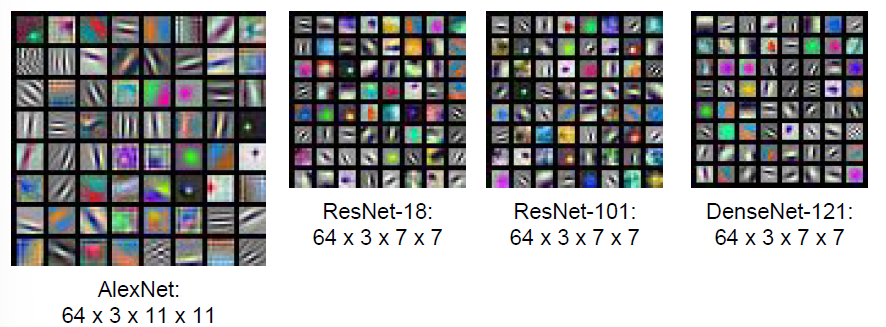 ResNet-18:
64 x 3 x 7 x 7
ResNet-101:
64 x 3 x 7 x 7
DenseNet-121:
64 x 3 x 7 x 7
AlexNet:
64 x 3 x 11 x 11